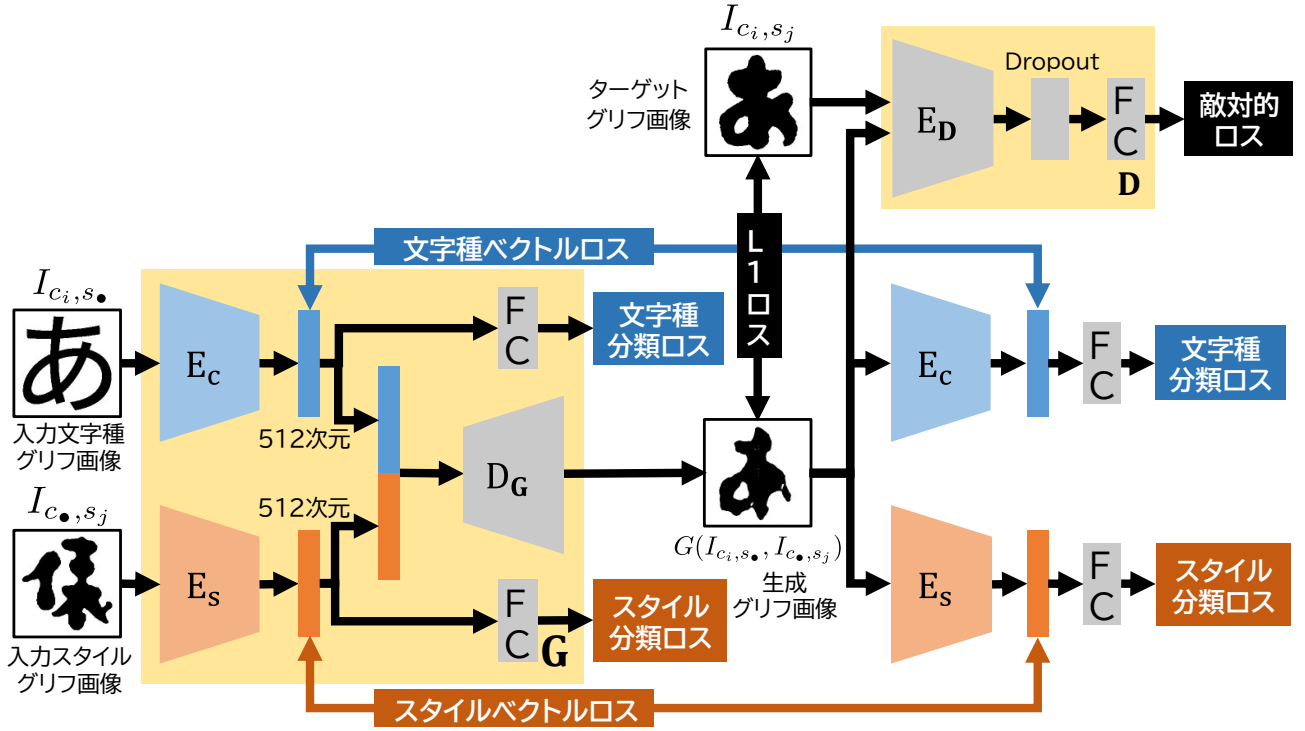 I_{c_i,s_j}
ターゲット
グリフ画像
あ
E_D
Dropout
F
C
D
敵対的
ロス
文字種ベクトルロス
L
1
ロ
ス
I_{c_i,s_●}
あ
入力文字種
グリフ画像
E_c
512次元
F
C
文字種
分類ロス
E_c
F
C
文字種
分類ロス
D_G
あ
G(I_{c_i,s_●}, I_{c_●,s_j})
生成
グリフ画像
I_{c_●,s_j}
儀
入力スタイル
グリフ画像
E_s
512次元
F
C
G
スタイル
分類ロス
E_s
F
C
スタイル
分類ロス
スタイルベクトルロス